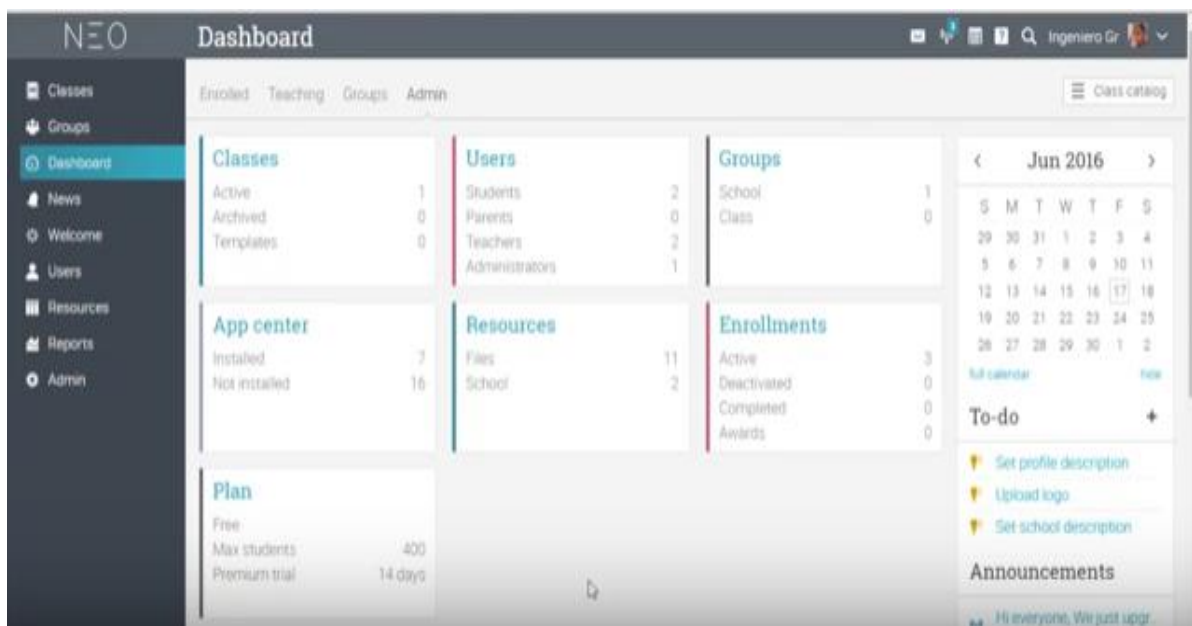 NEO
Dashboard
3
Ingeniero Gr
Classes
Groups
Dashboard
News
Welcome
Users
Resources
Reports
Admin
Enrolled Teaching Groups Admin
Class catalog
Classes
Active 1
Archived 0
Templates 0
Users
Students 2
Parents 0
Teachers 2
Administrators 1
Groups
School 1
Class 0
App center
Installed 7
Not installed 16
Resources
Files 11
School 2
Enrollments
Active 3
Deactivated 0
Completed 0
Awards 0
Plan
Free
Max students 400
Premium trial 14 days
Jun 2016
S M T W T F S
29 30 31 1 2 3 4
5 6 7 8 9 10 11
12 13 14 15 16 17 18
19 20 21 22 23 24 25
26 27 28 29 30 1 2
full calendar hide
To-do +
Set profile description
Upload logo
Set school description
Announcements
Hi everyone, We just upgr...